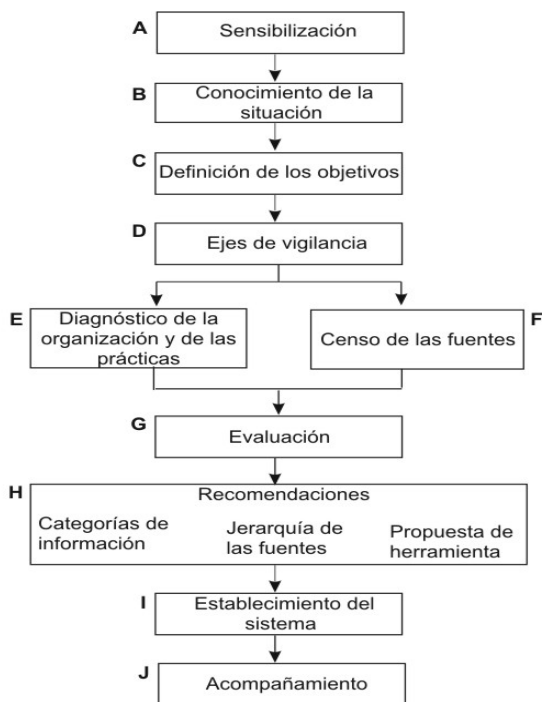 A
Sensibilización
B
Conocimiento de la
situación
C
Definición de los objetivos
D
Ejes de vigilancia
E
Diagnóstico de la
organización y de las
prácticas
F
Censo de las fuentes
G
Evaluación
H
Recomendaciones
Categorías de
información
Jerarquía de
las fuentes
Propuesta de
herramienta
I
Establecimiento del
sistema
J
Acompañamiento